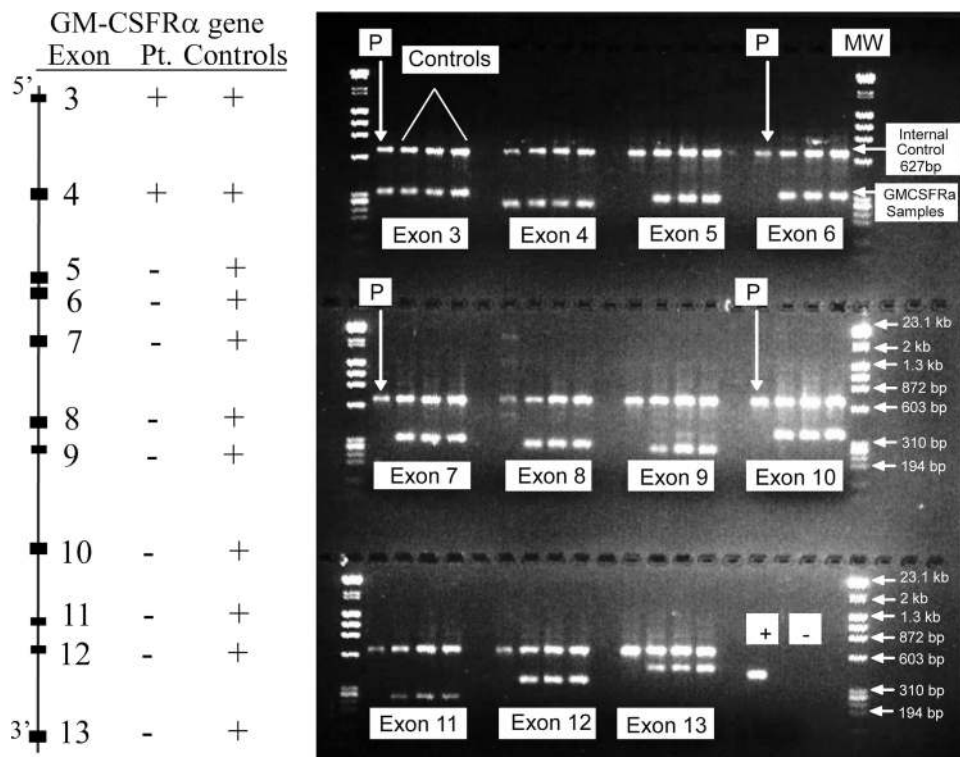 GM-CSFRα gene
Exon Pt. Controls
5'
3 + +
4 + +
5 - +
6 - +
7 - +
8 - +
9 - +
10 - +
11 - +
12 - +
3' 13 - +
P P MW
Controls
Internal
Control
627bp
GMCSFRa
Samples
Exon 3 Exon 4 Exon 5 Exon 6
P P
23.1 kb
2 kb
1.3 kb
872 bp
603 bp
310 bp
194 bp
Exon 7 Exon 8 Exon 9 Exon 10
23.1 kb
2 kb
1.3 kb
+ -
872 bp
603 bp
310 bp
194 bp
Exon 11 Exon 12 Exon 13